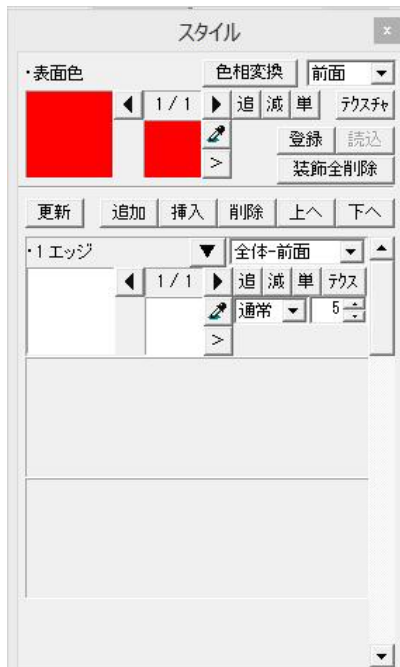 スタイル
x
・表面色 色相変換 前面
1/1 追 減 単 テクスチャ
登録 読込
> 装飾全削除
更新 追加 挿入 削除 上へ 下へ
・1 エッジ 全体-前面
1/1 追 減 単 テクス
通常 5
>